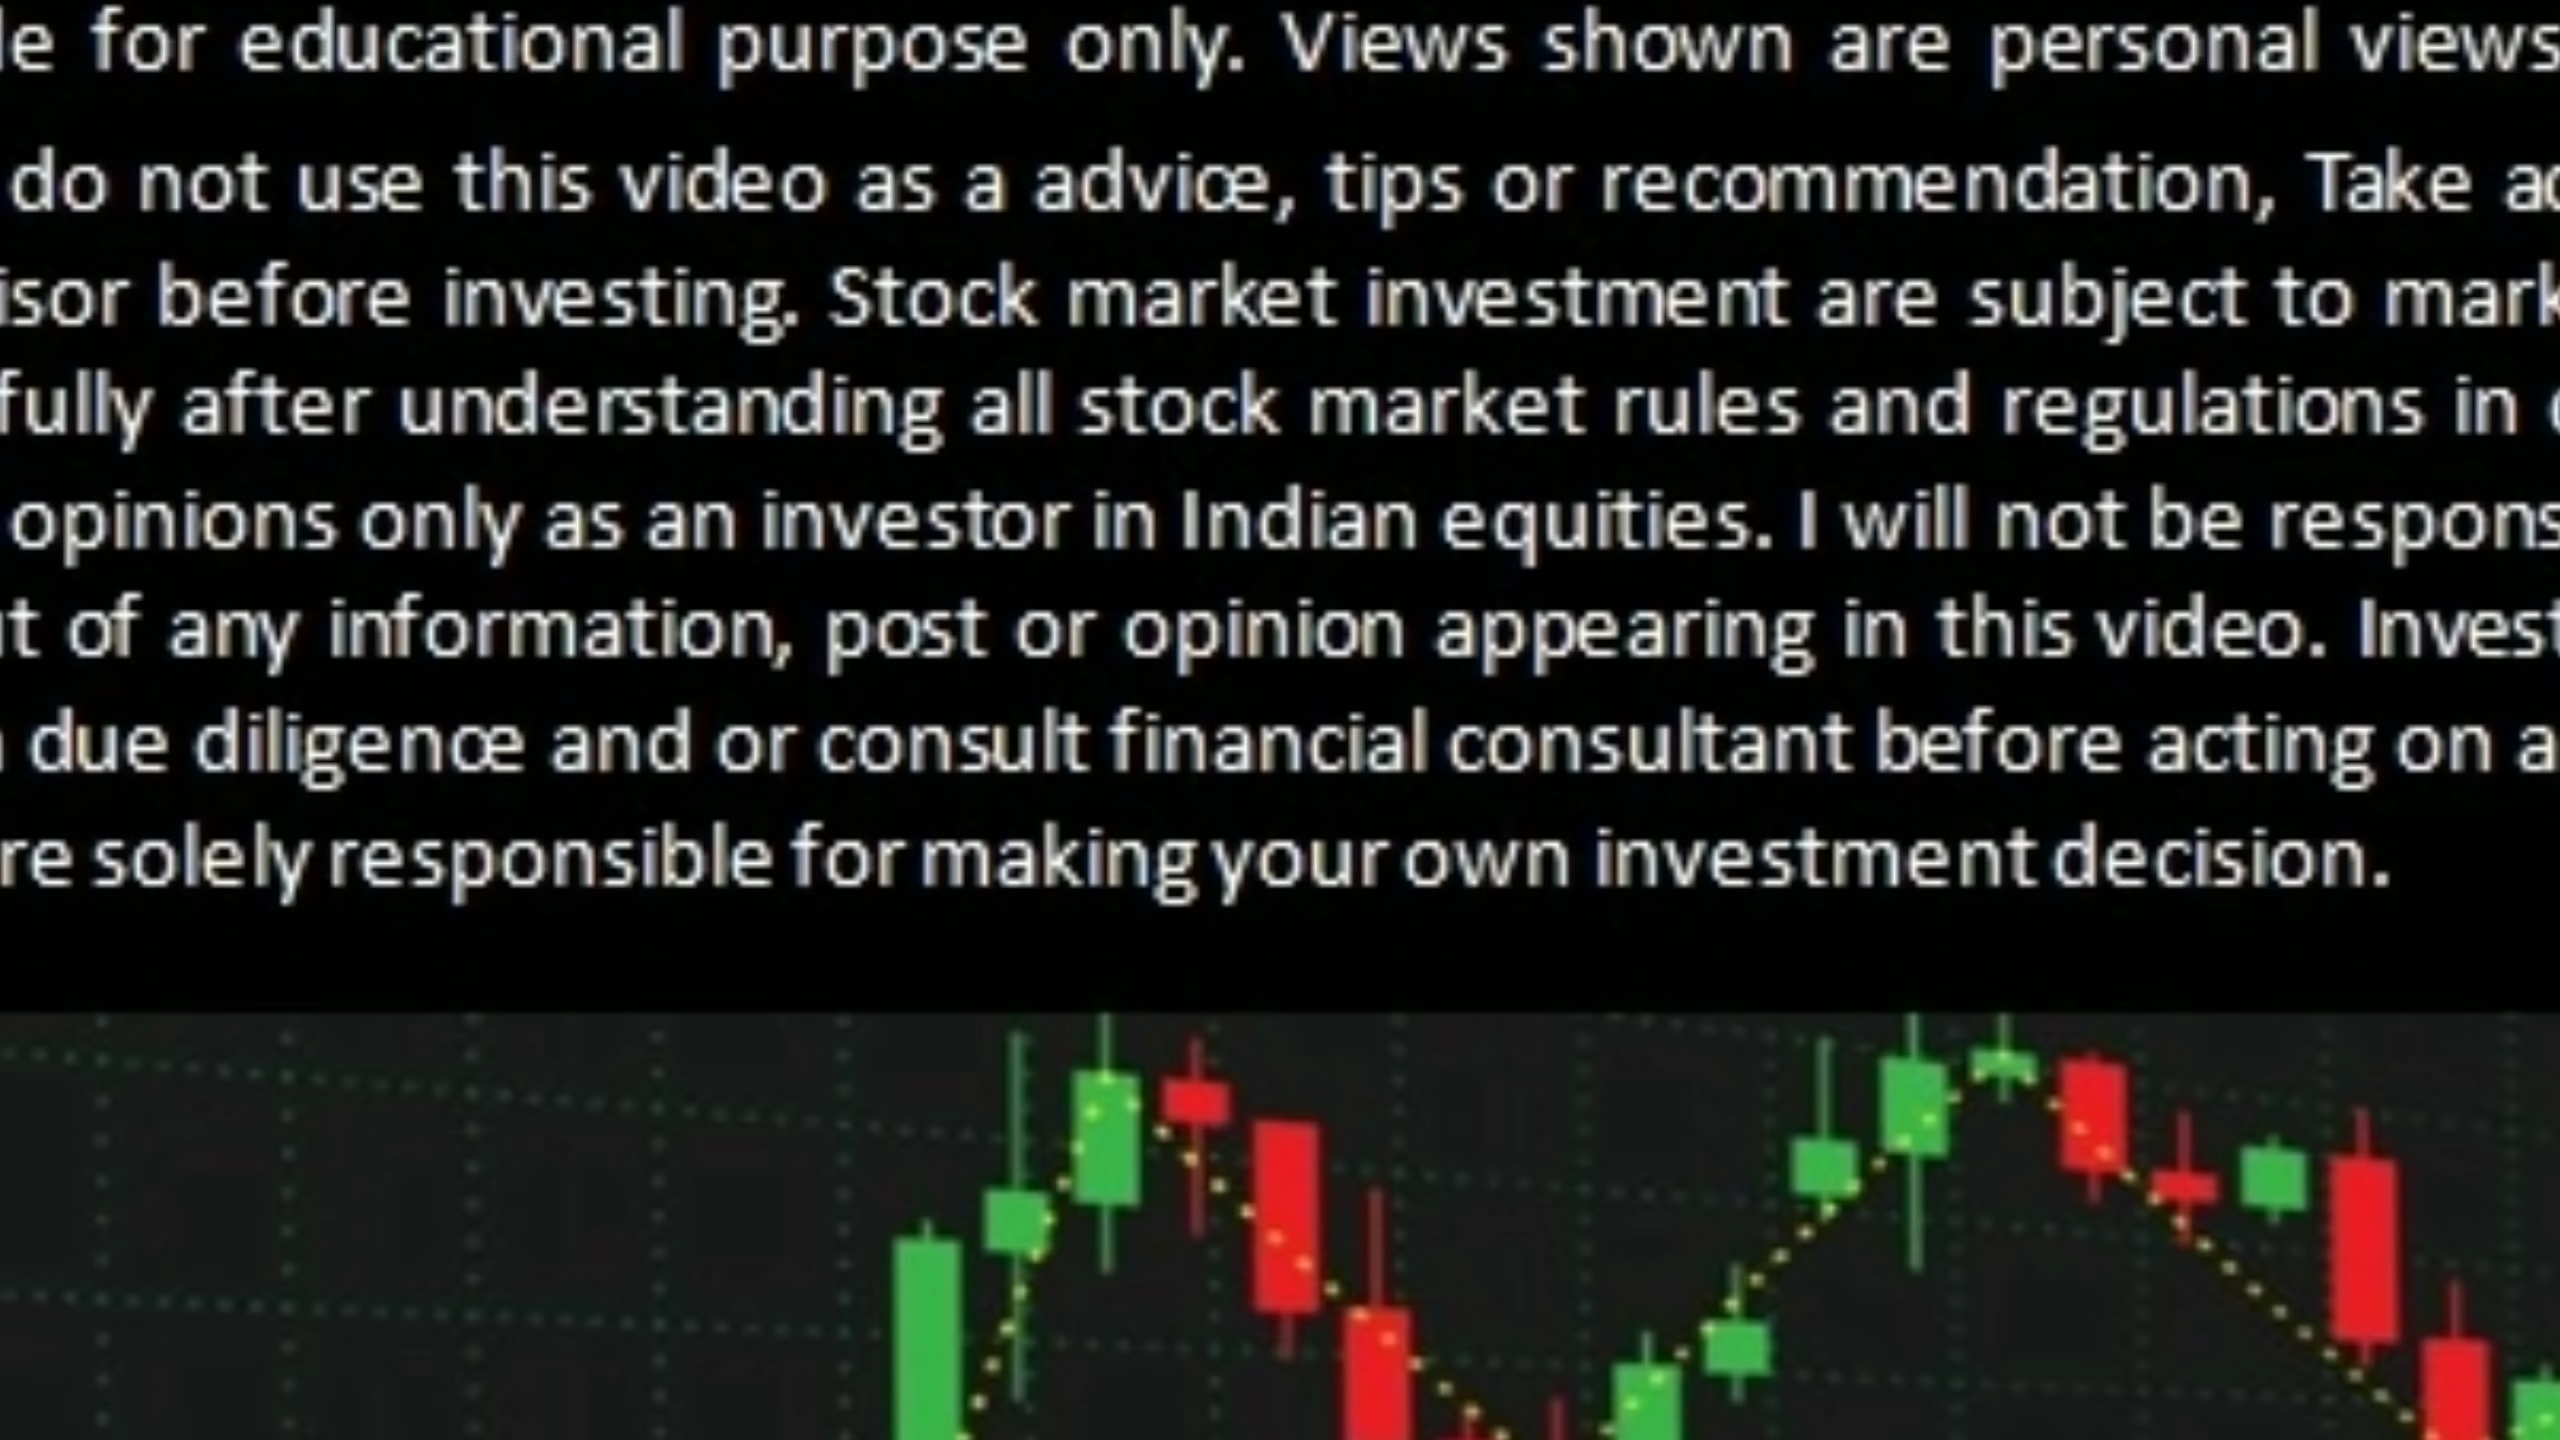 le for educational purpose only. Views shown are personal views
do not use this video as a advice, tips or recommendation, Take
isor before investing. Stock market investment are subject to mark
fully after understanding all stock market rules and regulations in
opinions only as an investor in Indian equities. I will not be respons
t of any information, post or opinion appearing in this video. Invest
due diligence and or consult financial consultant before acting on a
re solely responsible for making your own investment decision.